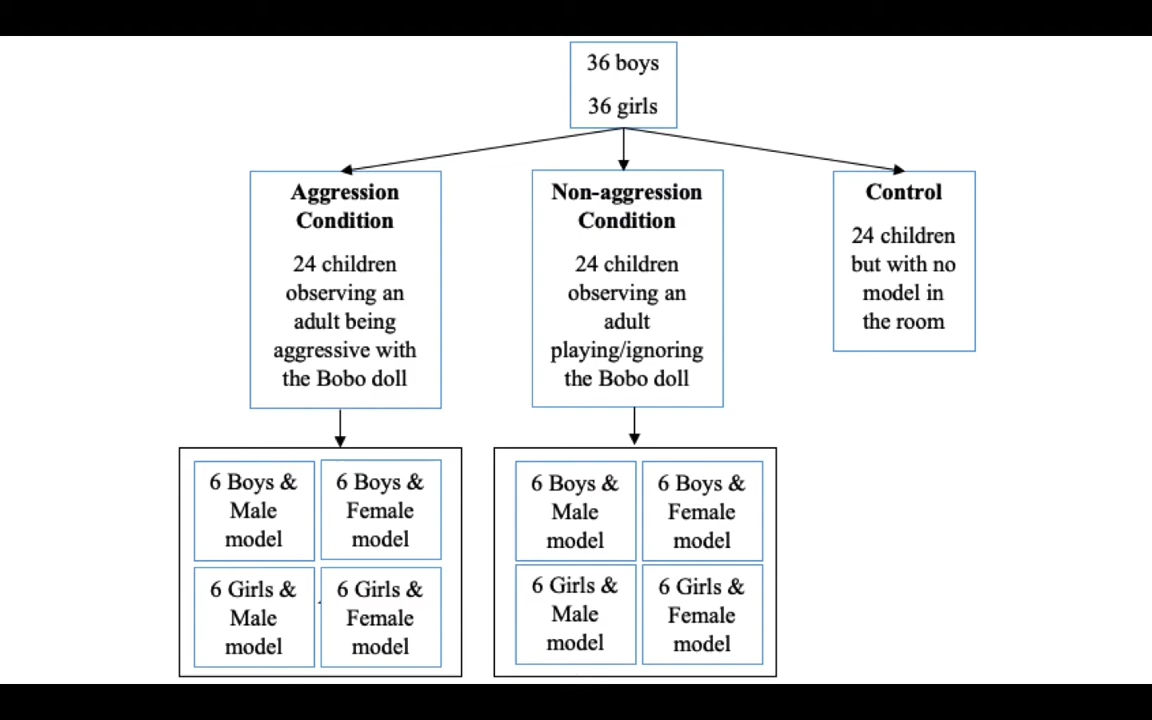 36 boys
36 girls
Aggression
Condition
24 children
observing an
adult being
aggressive with
the Bobo doll
Non-aggression
Condition
24 children
observing an
adult
playing/ignoring
the Bobo doll
Control
24 children
but with no
model in
the room
6 Boys &
Male
model
6 Boys &
Female
model
6 Girls &
Male
model
6 Girls &
Female
model
6 Boys &
Male
model
6 Boys &
Female
model
6 Girls &
Male
model
6 Girls &
Female
model